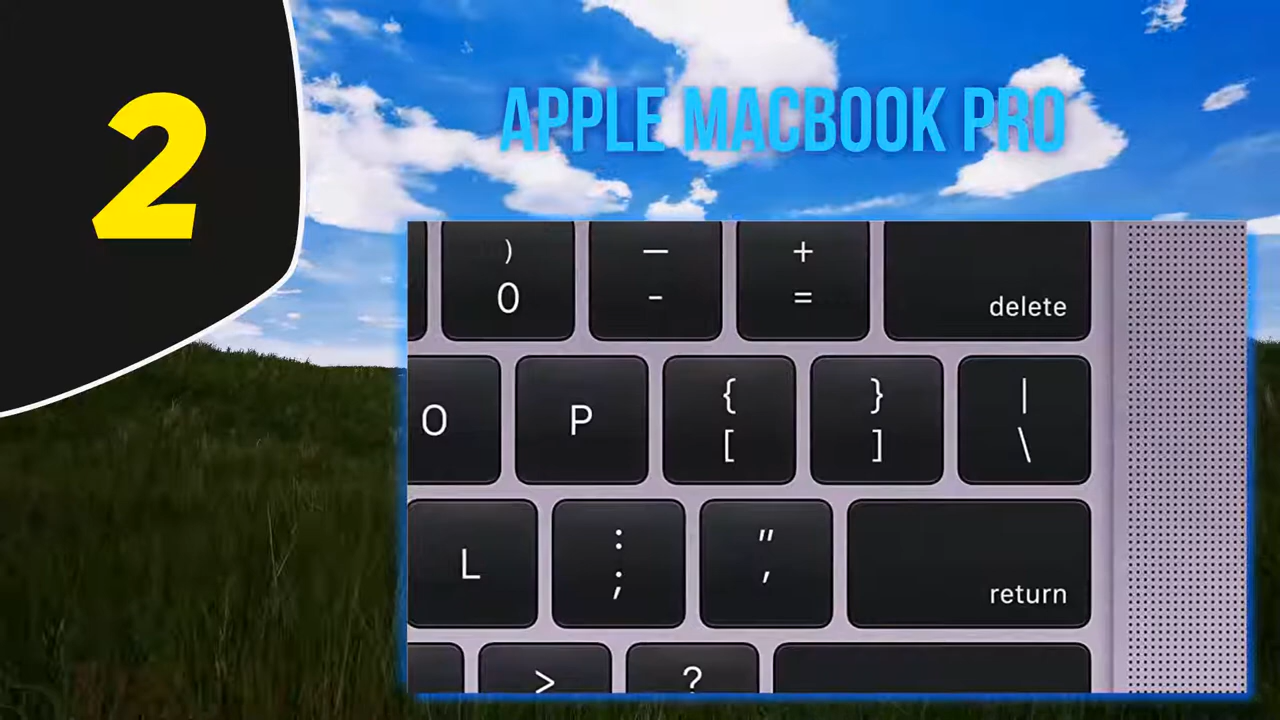 2
APPLE MACBOOK PRO
) — +
0 - = delete
{ } |
O P [ ] \
: "
L ; ' return
> ?